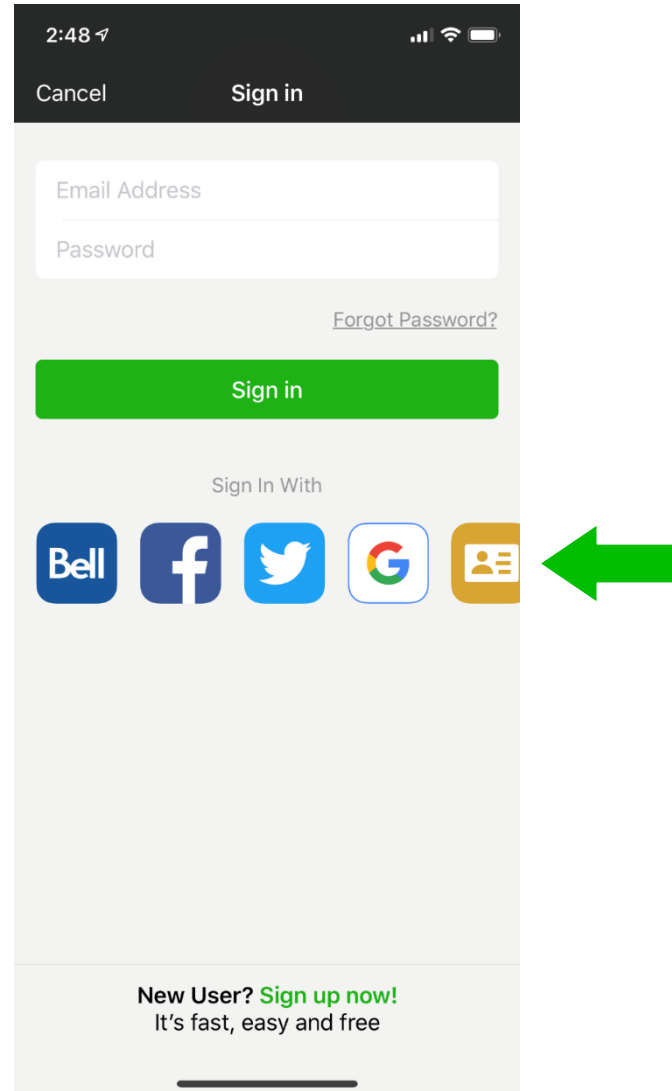 2:48
Cancel Sign in
Email Address
Password
Forgot Password?
Sign in
Sign In With
Bell
New User? Sign up now!
It's fast, easy and free